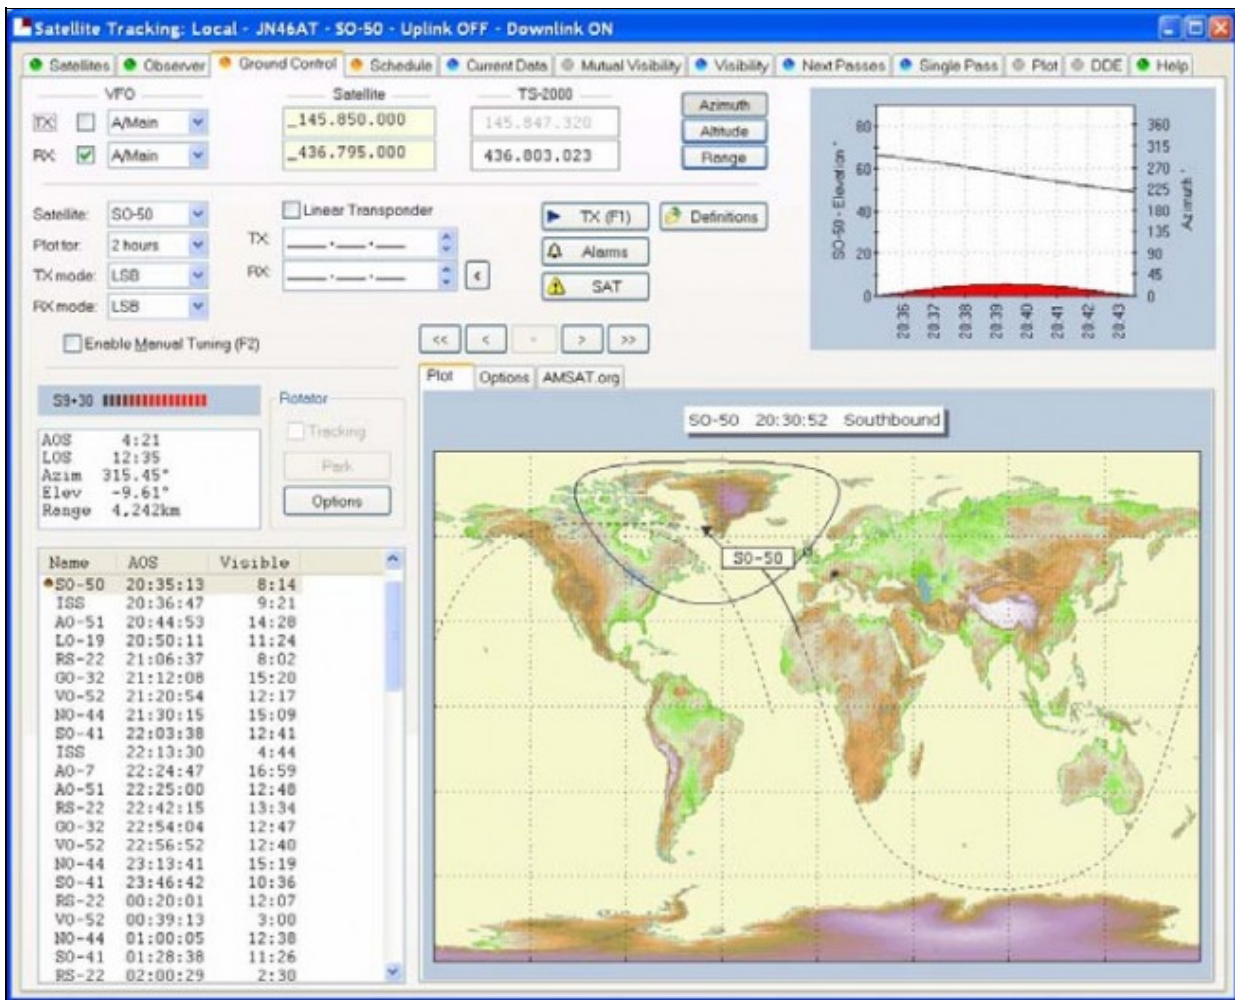 Satellite Tracking: Local - JN46AT - SO-50 - Uplink OFF - Downlink ON
Satellites Observer Ground Control Schedule Current Data Mutual Visibility Visibility Next Passes Single Pass Plot DDE Help
VFO Satellite TS-2000
TX: A/Main _145.850.000 145.847.320
RX: A/Main _436.795.000 436.803.023
Azimuth
Altitude
Range
Satellite: SO-50
Plot for: 2 hours
TX mode: LSB
RX mode: LSB
Linear Transponder
TX: ___.___.___
RX: ___.___.___ <
TX (F1) Definitions
Alarms
SAT
Enable Manual Tuning (F2)
<< < > >>
SO-50 - Elevation °
80
60
40
20
0
360
315
270
225
180
135
90
45
0
Azimuth °
20:36 20:37 20:38 20:39 20:40 20:41 20:42 20:43
S9+30
AOS 4:21
LOS 12:35
Azim 315.45°
Elev -9.61°
Range 4,242km
Rotator
Tracking
Park
Options
Name AOS Visible
SO-50 20:35:13 8:14
ISS 20:36:47 9:21
AO-51 20:44:53 14:28
LO-19 20:50:11 11:24
RS-22 21:06:37 8:02
GO-32 21:12:08 15:20
VO-52 21:20:54 12:17
NO-44 21:30:15 15:09
SO-41 22:03:38 12:41
ISS 22:13:30 4:44
AO-7 22:24:47 16:59
AO-51 22:25:00 12:48
RS-22 22:42:15 13:34
GO-32 22:54:04 12:47
VO-52 22:56:52 12:40
NO-44 23:13:41 15:19
SO-41 23:46:42 10:36
RS-22 00:20:01 12:07
VO-52 00:39:13 3:00
NO-44 01:00:05 12:38
SO-41 01:28:38 11:26
RS-22 02:00:29 2:30
Plot Options AMSAT.org
SO-50 20:30:52 Southbound
SO-50